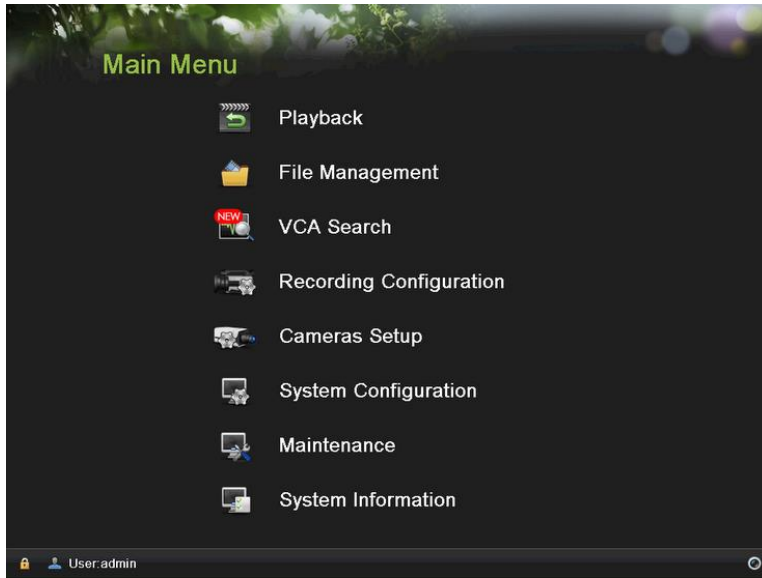 Main Menu
Playback
File Management
NEW
VCA Search
Recording Configuration
Cameras Setup
System Configuration
Maintenance
System Information
User:admin